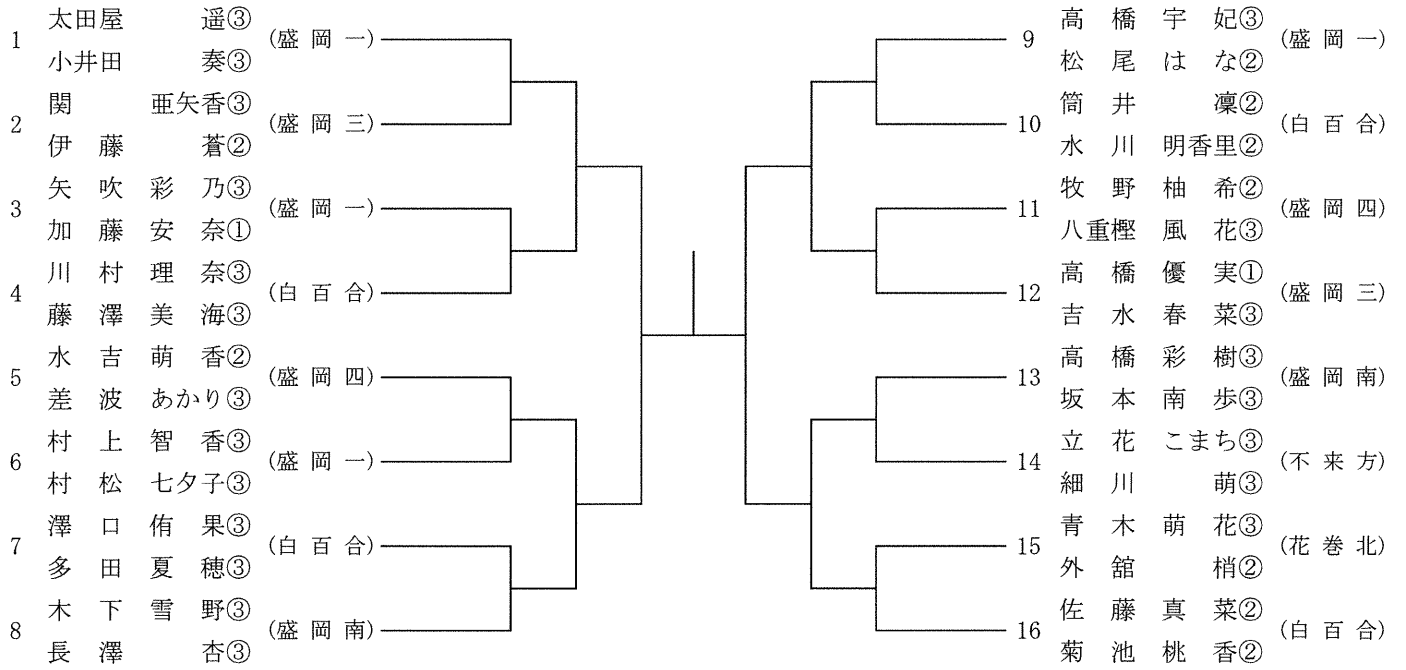 太田屋 遥③
1 (盛岡一)
小井田 奏③
関 亜矢香③
2 (盛岡三)
伊藤 蒼②
矢吹彩乃③
3 (盛岡一)
加藤安奈①
川村理奈③
4 (白百合)
藤澤美海③
水吉萌香②
5 (盛岡四)
差波あかり③
村上智香③
6 (盛岡一)
村松七夕子③
澤口侑果③
7 (白百合)
多田夏穂③
木下雪野③
8 (盛岡南)
長澤 杏③
高橋宇妃③
9 (盛岡一)
松尾はな②
筒井 凜②
10 (白百合)
水川明香里②
牧野柚希②
11 (盛岡四)
八重樫風花③
高橋優実①
12 (盛岡三)
吉水春菜③
高橋彩樹③
13 (盛岡南)
坂本南歩③
立花こまち③
14 (不来方)
細川 萌③
青木萌花③
15 (花巻北)
外舘 梢②
佐藤真菜②
16 (白百合)
菊池桃香②